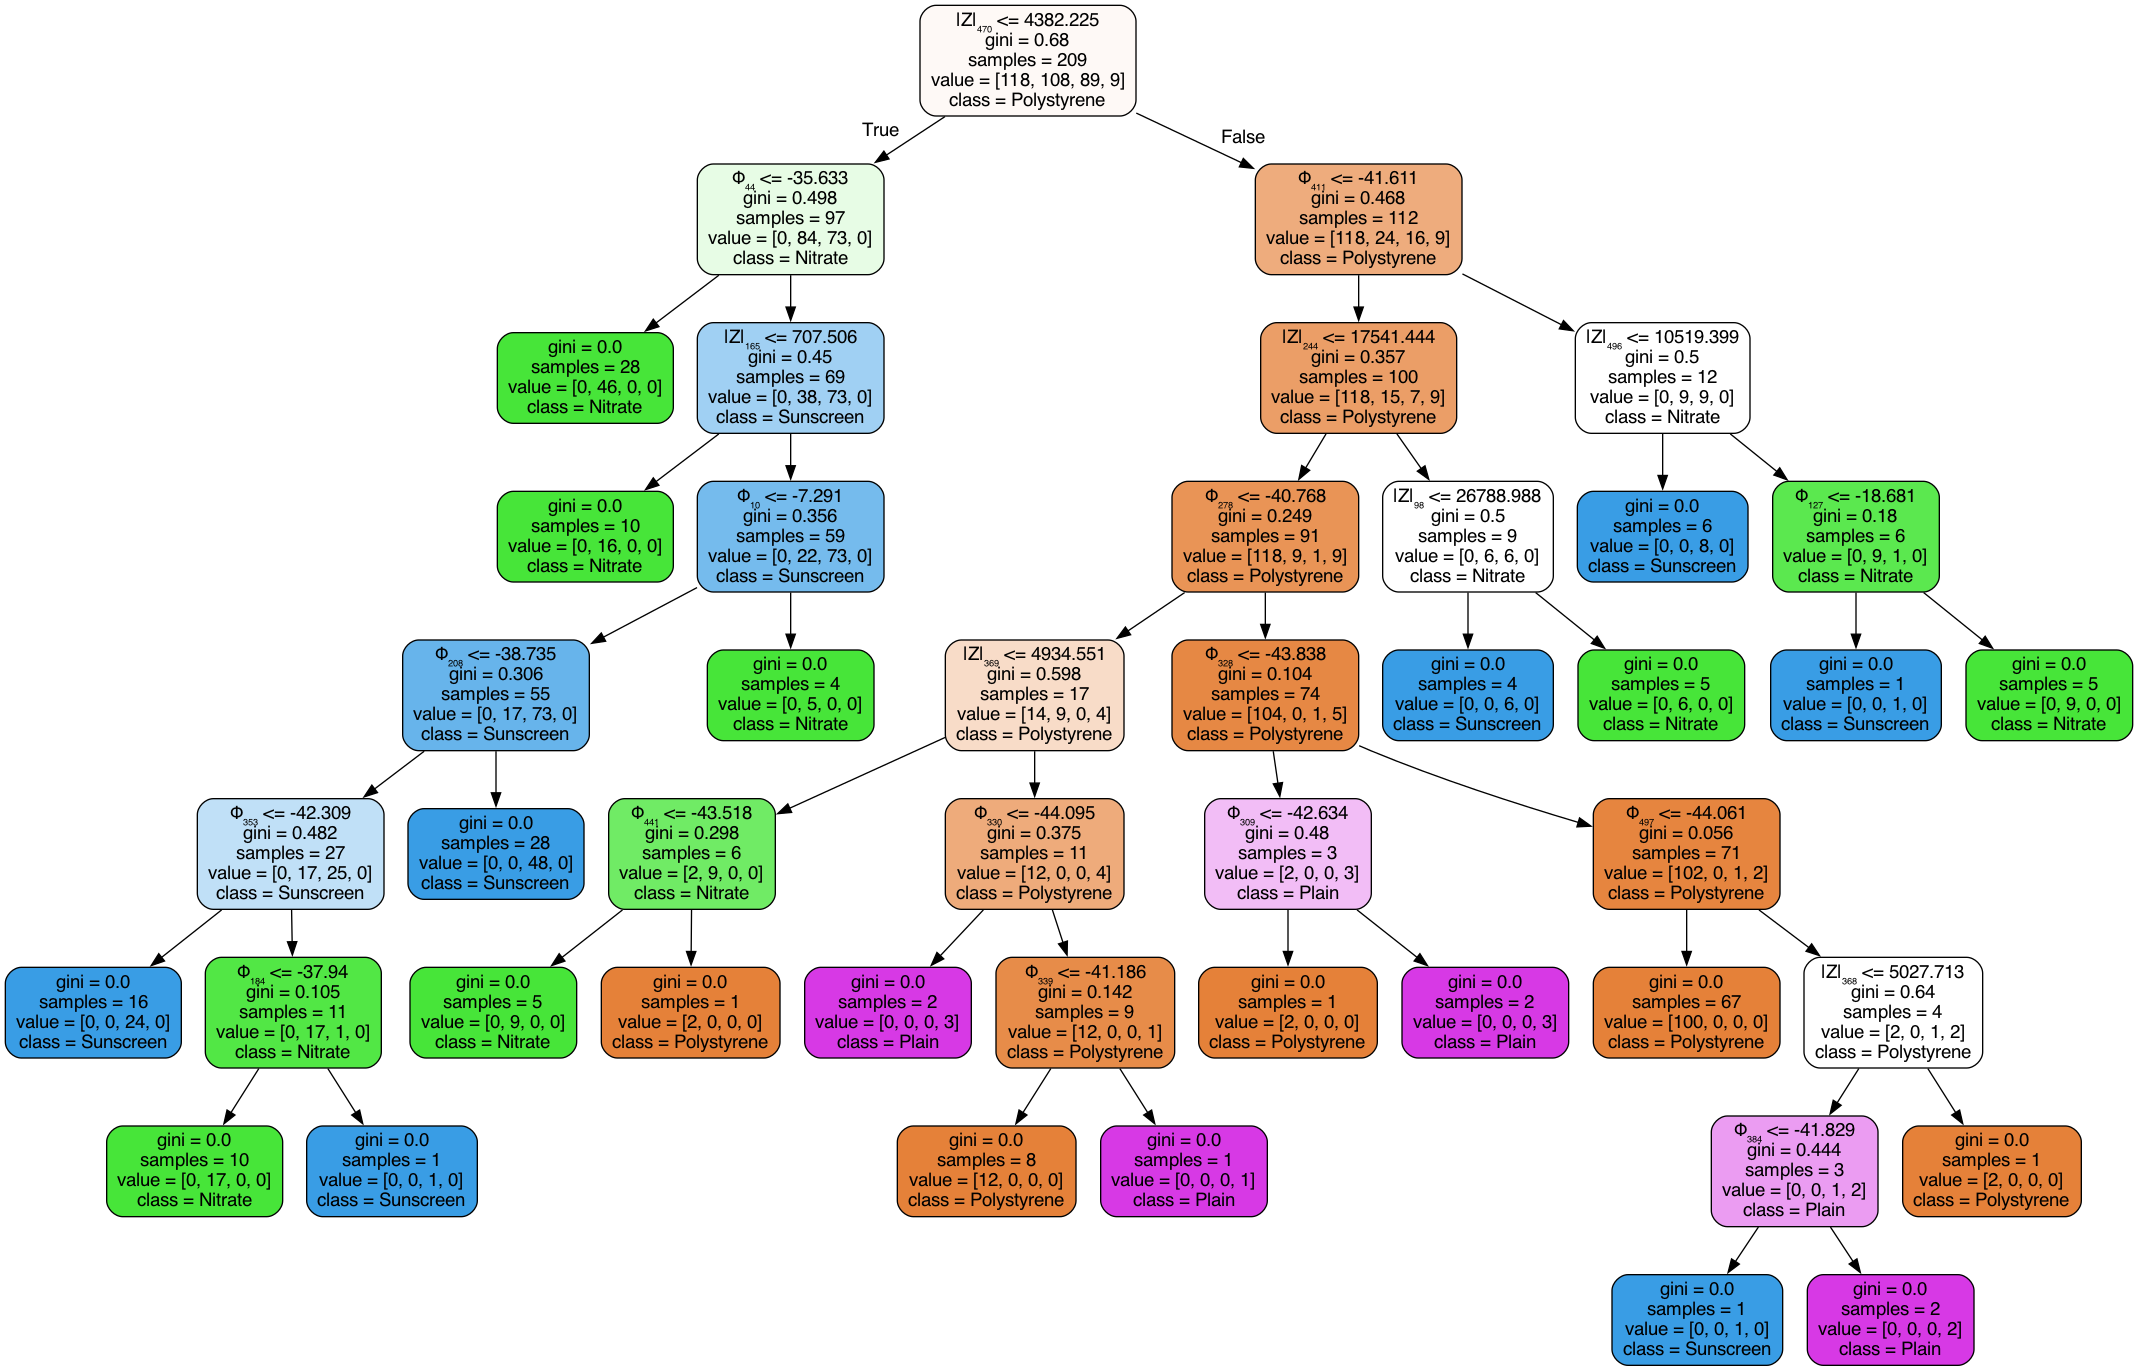 |Z|₄₇₀ <= 4382.225
gini = 0.68
samples = 209
value = [118, 108, 89, 9]
class = Polystyrene
True
False
Φ₄₄ <= -35.633
gini = 0.498
samples = 97
value = [0, 84, 73, 0]
class = Nitrate
Φ₄₁₁ <= -41.611
gini = 0.468
samples = 112
value = [118, 24, 16, 9]
class = Polystyrene
gini = 0.0
samples = 28
value = [0, 46, 0, 0]
class = Nitrate
|Z|₁₆₅ <= 707.506
gini = 0.45
samples = 69
value = [0, 38, 73, 0]
class = Sunscreen
|Z|₂₄₄ <= 17541.444
gini = 0.357
samples = 100
value = [118, 15, 7, 9]
class = Polystyrene
|Z|₄₉₆ <= 10519.399
gini = 0.5
samples = 12
value = [0, 9, 9, 0]
class = Nitrate
gini = 0.0
samples = 10
value = [0, 16, 0, 0]
class = Nitrate
Φ₁₀ <= -7.291
gini = 0.356
samples = 59
value = [0, 22, 73, 0]
class = Sunscreen
Φ₂₇₈ <= -40.768
gini = 0.249
samples = 91
value = [118, 9, 1, 9]
class = Polystyrene
|Z|₉₈ <= 26788.988
gini = 0.5
samples = 9
value = [0, 6, 6, 0]
class = Nitrate
gini = 0.0
samples = 6
value = [0, 0, 8, 0]
class = Sunscreen
Φ₁₂₇ <= -18.681
gini = 0.18
samples = 6
value = [0, 9, 1, 0]
class = Nitrate
Φ₂₀₈ <= -38.735
gini = 0.306
samples = 55
value = [0, 17, 73, 0]
class = Sunscreen
gini = 0.0
samples = 4
value = [0, 5, 0, 0]
class = Nitrate
|Z|₃₆₉ <= 4934.551
gini = 0.598
samples = 17
value = [14, 9, 0, 4]
class = Polystyrene
Φ₃₂₈ <= -43.838
gini = 0.104
samples = 74
value = [104, 0, 1, 5]
class = Polystyrene
gini = 0.0
samples = 4
value = [0, 0, 6, 0]
class = Sunscreen
gini = 0.0
samples = 5
value = [0, 6, 0, 0]
class = Nitrate
gini = 0.0
samples = 1
value = [0, 0, 1, 0]
class = Sunscreen
gini = 0.0
samples = 5
value = [0, 9, 0, 0]
class = Nitrate
Φ₃₅₃ <= -42.309
gini = 0.482
samples = 27
value = [0, 17, 25, 0]
class = Sunscreen
gini = 0.0
samples = 28
value = [0, 0, 48, 0]
class = Sunscreen
Φ₄₄₁ <= -43.518
gini = 0.298
samples = 6
value = [2, 9, 0, 0]
class = Nitrate
Φ₃₃₀ <= -44.095
gini = 0.375
samples = 11
value = [12, 0, 0, 4]
class = Polystyrene
Φ₃₀₉ <= -42.634
gini = 0.48
samples = 3
value = [2, 0, 0, 3]
class = Plain
Φ₄₉₇ <= -44.061
gini = 0.056
samples = 71
value = [102, 0, 1, 2]
class = Polystyrene
gini = 0.0
samples = 16
value = [0, 0, 24, 0]
class = Sunscreen
Φ₁₈₄ <= -37.94
gini = 0.105
samples = 11
value = [0, 17, 1, 0]
class = Nitrate
gini = 0.0
samples = 5
value = [0, 9, 0, 0]
class = Nitrate
gini = 0.0
samples = 1
value = [2, 0, 0, 0]
class = Polystyrene
gini = 0.0
samples = 2
value = [0, 0, 0, 3]
class = Plain
Φ₃₃₉ <= -41.186
gini = 0.142
samples = 9
value = [12, 0, 0, 1]
class = Polystyrene
gini = 0.0
samples = 1
value = [2, 0, 0, 0]
class = Polystyrene
gini = 0.0
samples = 2
value = [0, 0, 0, 3]
class = Plain
gini = 0.0
samples = 67
value = [100, 0, 0, 0]
class = Polystyrene
|Z|₃₆₈ <= 5027.713
gini = 0.64
samples = 4
value = [2, 0, 1, 2]
class = Polystyrene
gini = 0.0
samples = 10
value = [0, 17, 0, 0]
class = Nitrate
gini = 0.0
samples = 1
value = [0, 0, 1, 0]
class = Sunscreen
gini = 0.0
samples = 8
value = [12, 0, 0, 0]
class = Polystyrene
gini = 0.0
samples = 1
value = [0, 0, 0, 1]
class = Plain
Φ₃₈₄ <= -41.829
gini = 0.444
samples = 3
value = [0, 0, 1, 2]
class = Plain
gini = 0.0
samples = 1
value = [2, 0, 0, 0]
class = Polystyrene
gini = 0.0
samples = 1
value = [0, 0, 1, 0]
class = Sunscreen
gini = 0.0
samples = 2
value = [0, 0, 0, 2]
class = Plain